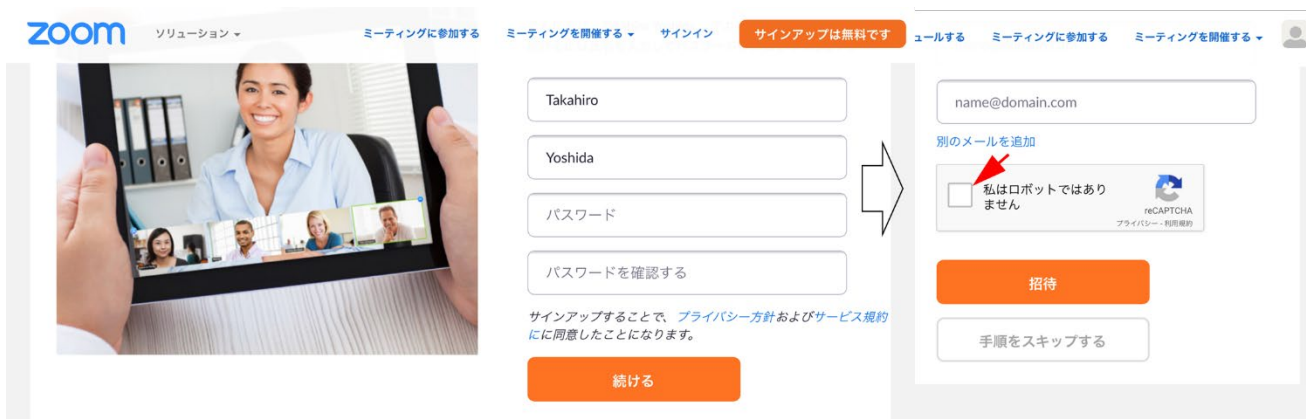 zoom
ソリューション
ミーティングに参加する
ミーティングを開催する
サインイン
サインアップは無料です
Takahiro
Yoshida
パスワード
パスワードを確認する
サインアップすることで、プライバシー方針およびサービス規約
にに同意したことになります。
続ける
ュールする
ミーティングに参加する
ミーティングを開催する
name@domain.com
別のメールを追加
私はロボットではあり
ません
reCAPTCHA
プライバシー - 利用規約
招待
手順をスキップする